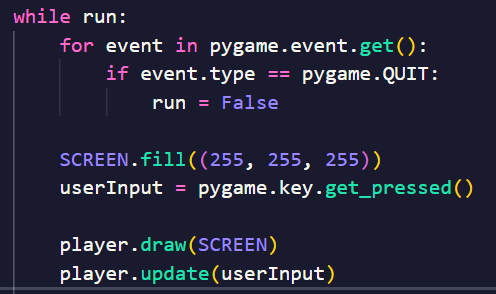 while run:
    for event in pygame.event.get():
        if event.type == pygame.QUIT:
            run = False
    SCREEN.fill((255, 255, 255))
    userInput = pygame.key.get_pressed()
    player.draw(SCREEN)
    player.update(userInput)